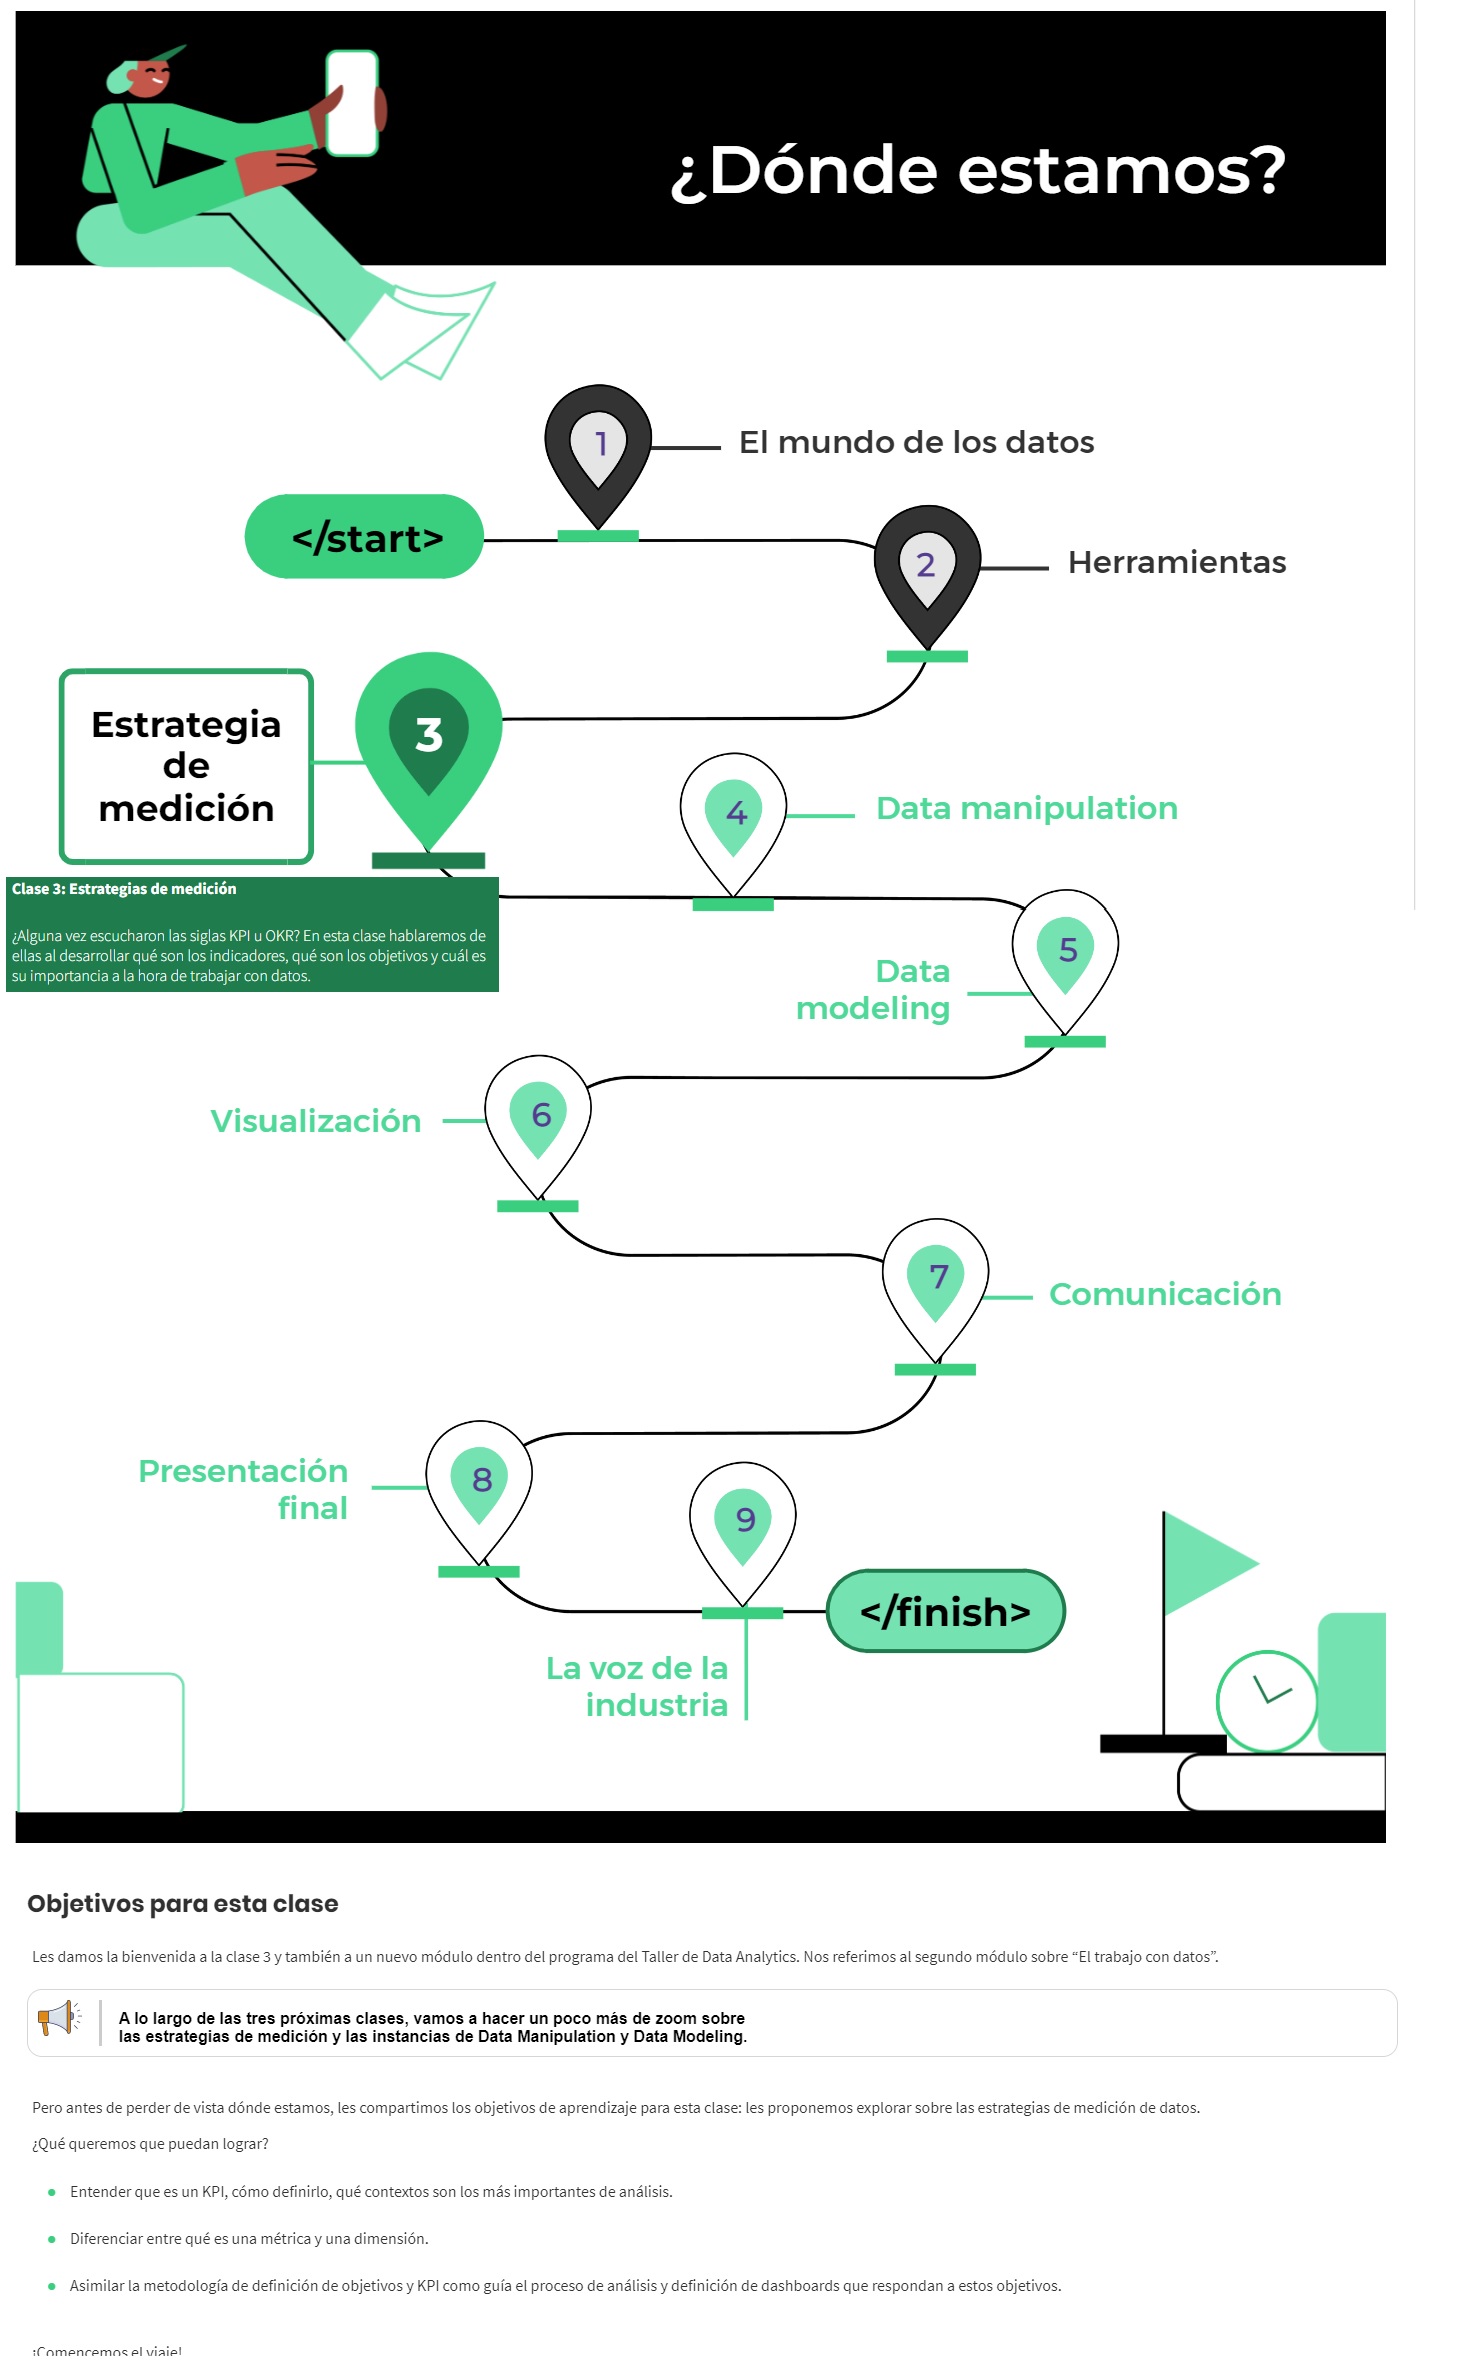 ¿Dónde estamos?
1
El mundo de los datos
</start>
2
Herramientas
Estrategia
de
medición
3
4
Data manipulation
Clase 3: Estrategias de medición
¿Alguna vez escucharon las siglas KPI u OKR? En esta clase hablaremos de
ellas al desarrollar qué son los indicadores, qué son los objetivos y cuál es
su importancia a la hora de trabajar con datos.
5
Data
modeling
6
Visualización
7
Comunicación
Presentación
final
8
9
</finish>
La voz de la
industria
Objetivos para esta clase
Les damos la bienvenida a la clase 3 y también a un nuevo módulo dentro del programa del Taller de Data Analytics. Nos referimos al segundo módulo sobre “El trabajo con datos”.
A lo largo de las tres próximas clases, vamos a hacer un poco más de zoom sobre
las estrategias de medición y las instancias de Data Manipulation y Data Modeling.
Pero antes de perder de vista dónde estamos, les compartimos los objetivos de aprendizaje para esta clase: les proponemos explorar sobre las estrategias de medición de datos.
¿Qué queremos que puedan lograr?
Entender que es un KPI, cómo definirlo, qué contextos son los más importantes de análisis.
Diferenciar entre qué es una métrica y una dimensión.
Asimilar la metodología de definición de objetivos y KPI como guía el proceso de análisis y definición de dashboards que respondan a estos objetivos.
¡Comencemos el viaje!